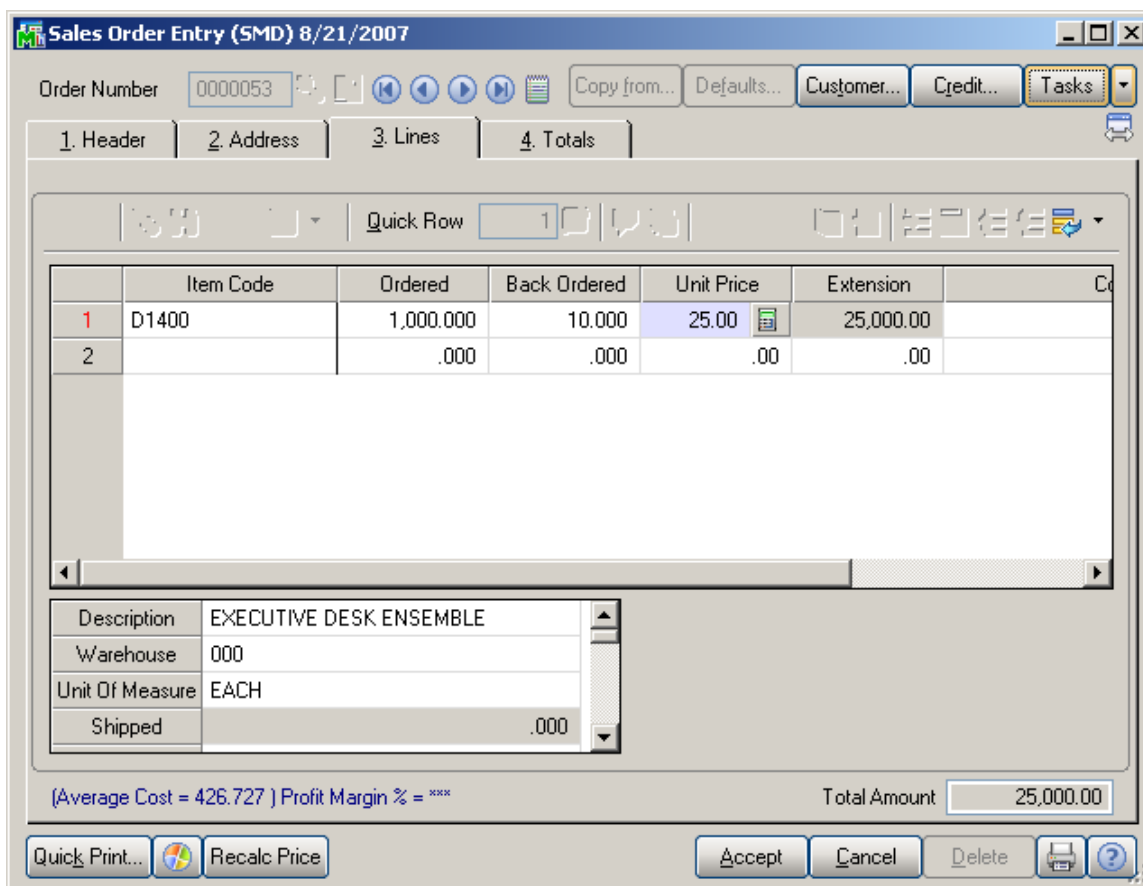 Sales Order Entry (SMD) 8/21/2007
Order Number 0000053 Copy from... Defaults... Customer... Credit... Tasks
1. Header 2. Address 3. Lines 4. Totals
Quick Row 1
Item Code Ordered Back Ordered Unit Price Extension Co
1 D1400 1,000.000 10.000 25.00 25,000.00
2 .000 .000 .00 .00
Description EXECUTIVE DESK ENSEMBLE
Warehouse 000
Unit Of Measure EACH
Shipped .000
(Average Cost = 426.727 ) Profit Margin % = *** Total Amount 25,000.00
Quick Print... Recalc Price Accept Cancel Delete ?